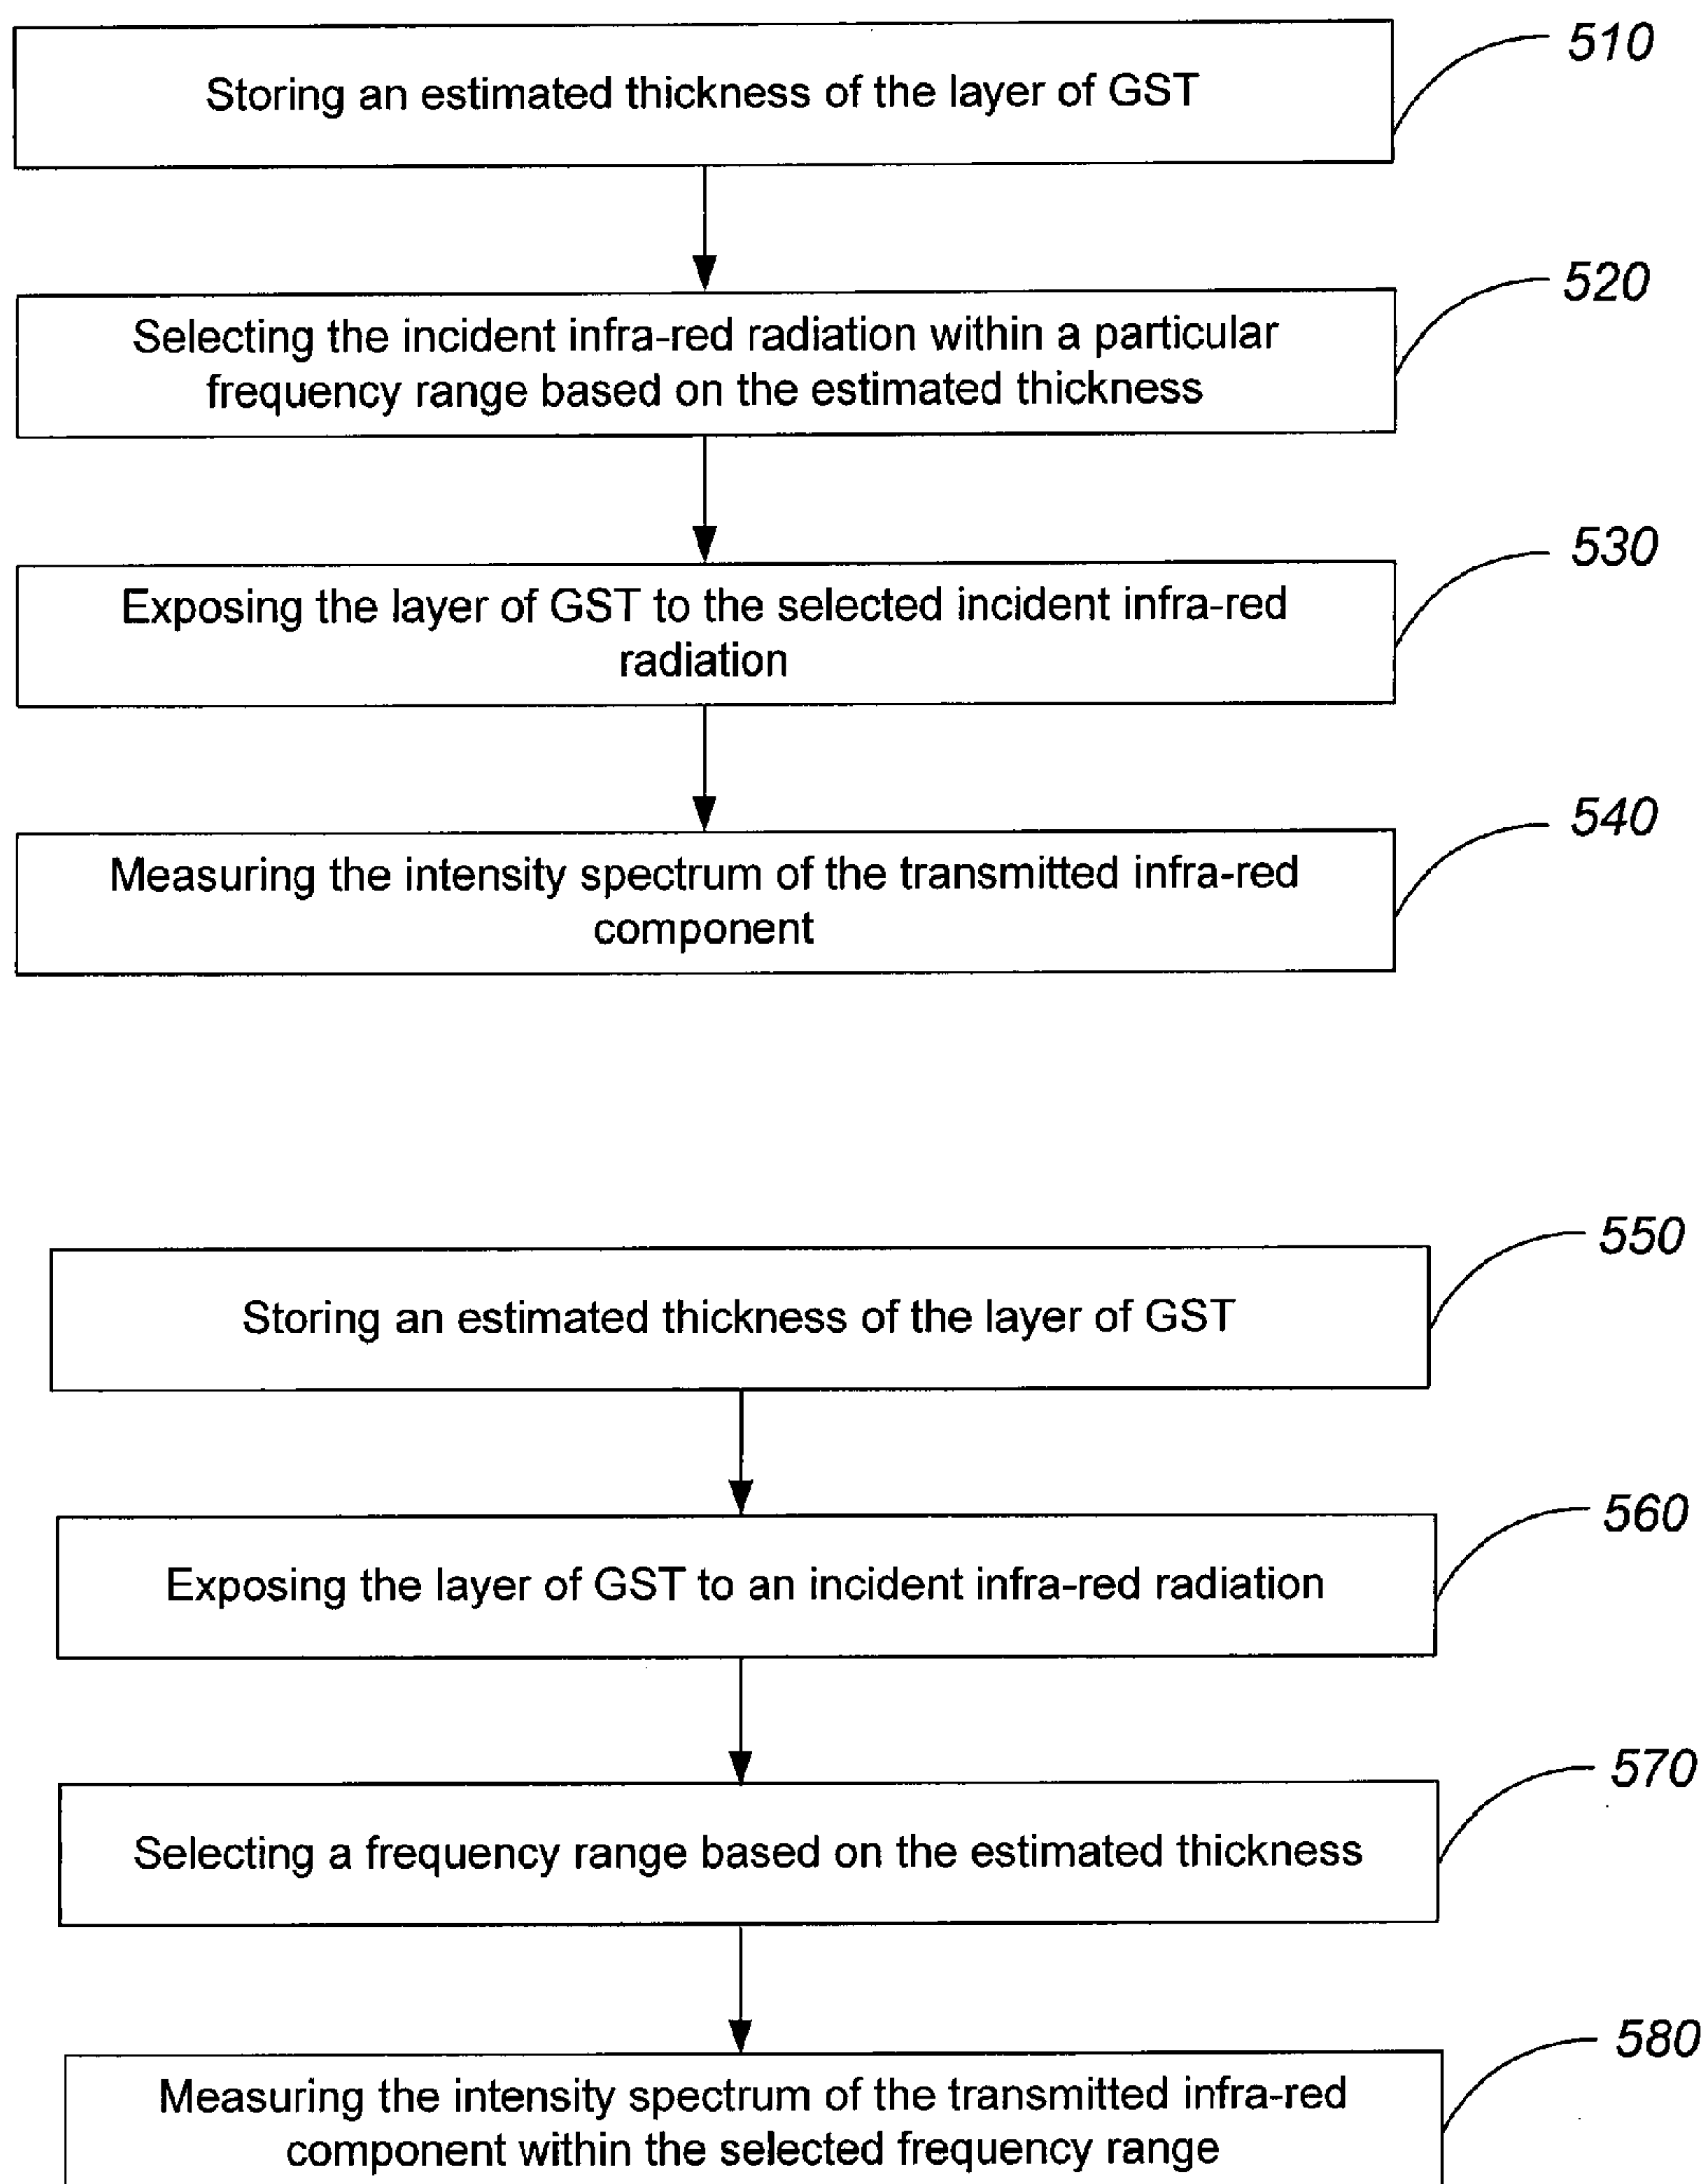 510
Storing an estimated thickness of the layer of GST
520
Selecting the incident infra-red radiation within a particular
frequency range based on the estimated thickness
530
Exposing the layer of GST to the selected incident infra-red
radiation
540
Measuring the intensity spectrum of the transmitted infra-red
component
550
Storing an estimated thickness of the layer of GST
560
Exposing the layer of GST to an incident infra-red radiation
570
Selecting a frequency range based on the estimated thickness
580
Measuring the intensity spectrum of the transmitted infra-red
component within the selected frequency range